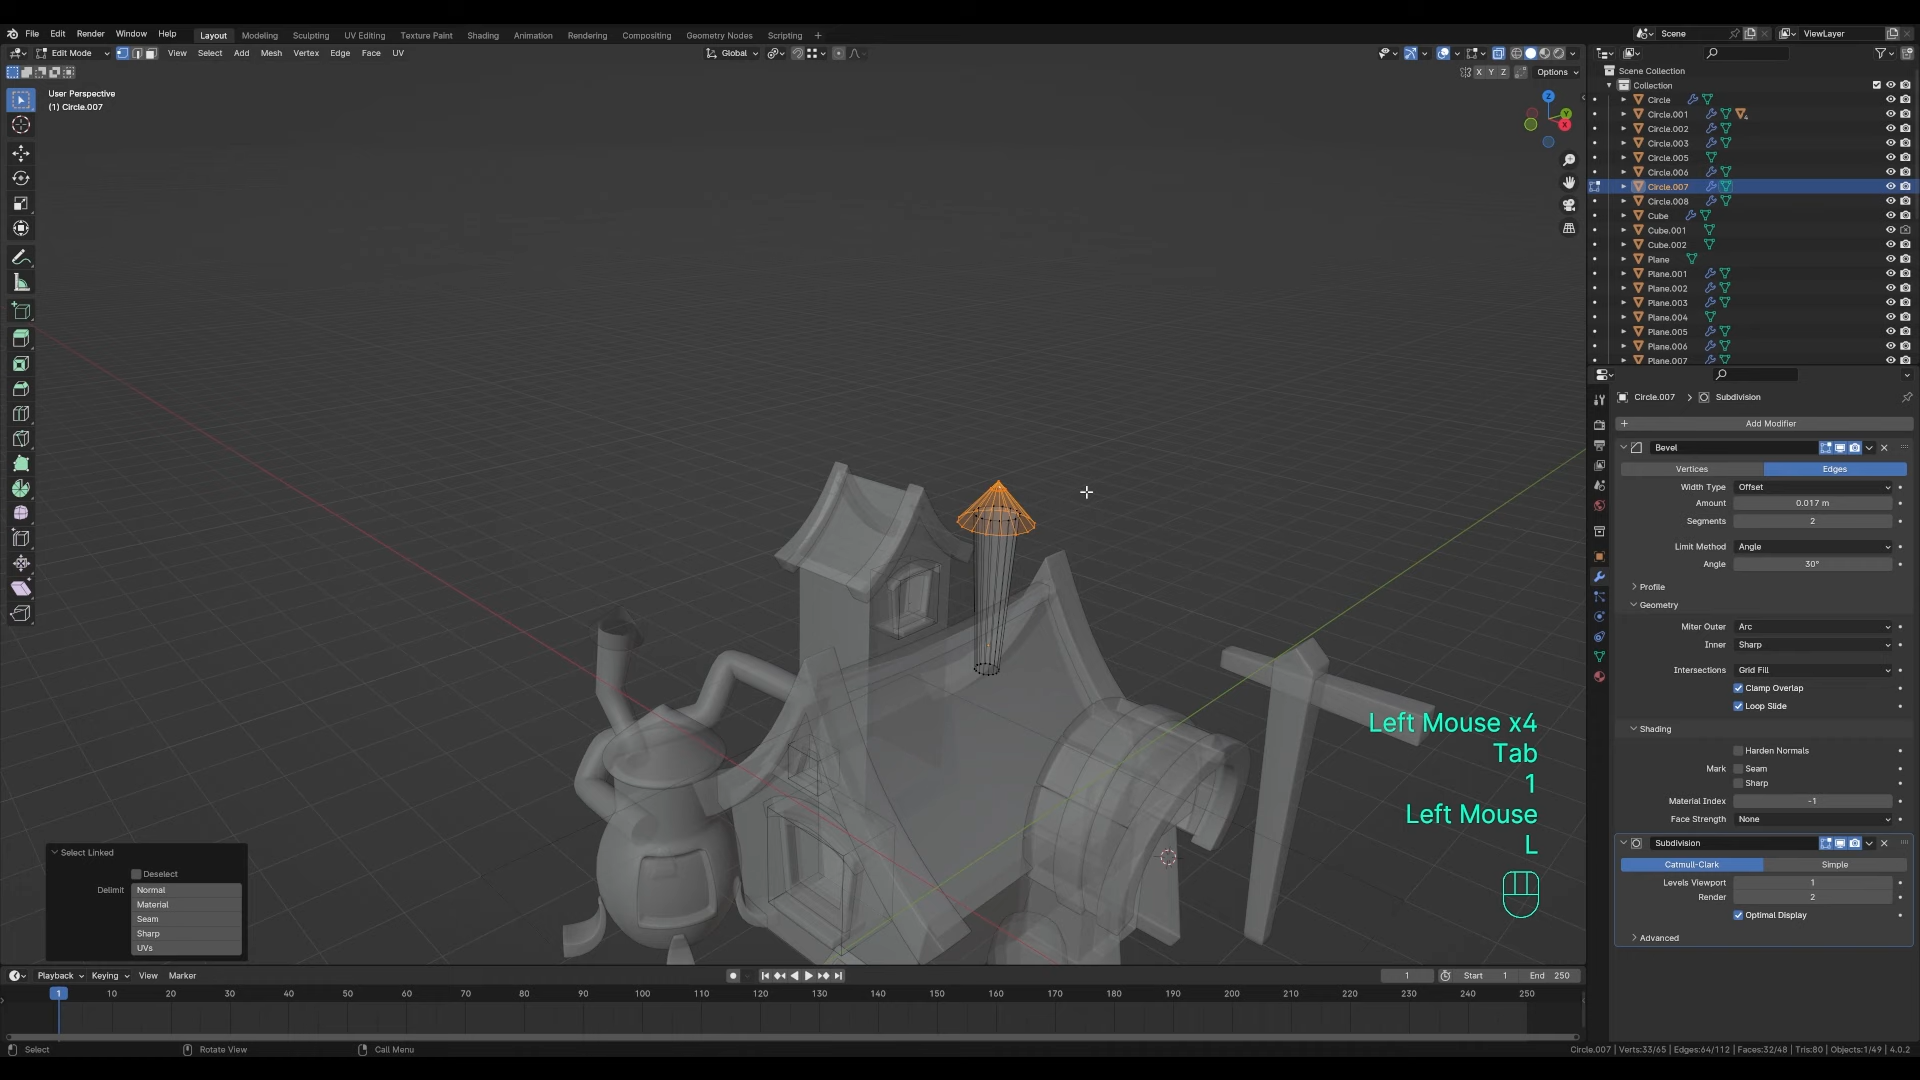 File Edit Render Window Help Layout Modeling Sculpting UV Editing Texture Paint Shading Animation Rendering Compositing Geometry Nodes Scripting + Scene ViewLayer
Edit Mode View Select Add Mesh Vertex Edge Face UV Global
X Y Z Options
User Perspective
(1) Circle.007
Z
Y
X
Scene Collection
Collection
Circle
Circle.001
Circle.002
Circle.003
Circle.005
Circle.006
Circle.007
Circle.008
Cube
Cube.001
Cube.002
Plane
Plane.001
Plane.002
Plane.003
Plane.004
Plane.005
Plane.006
Plane.007
Circle.007 > Subdivision
+ Add Modifier
Bevel
Vertices Edges
Width Type Offset
Amount 0.017 m
Segments 2
Limit Method Angle
Angle 30°
Profile
Geometry
Miter Outer Arc
Inner Sharp
Intersections Grid Fill
Clamp Overlap
Loop Slide
Shading
Harden Normals
Mark Seam
Sharp
Material Index -1
Face Strength None
Subdivision
Catmull-Clark Simple
Levels Viewport 1
Render 2
Optimal Display
Advanced
Left Mouse x4
Tab
1
Left Mouse
L
Select Linked
Deselect
Delimit Normal
Material
Seam
Sharp
UVs
Playback Keying View Marker 1 Start 1 End 250
1 10 20 30 40 50 60 70 80 90 100 110 120 130 140 150 160 170 180 190 200 210 220 230 240 250
Select Rotate View Call Menu Circle.007 | Verts:33/65 | Edges:64/112 | Faces:32/48 | Tris:80 | Objects:1/49 | 4.0.2